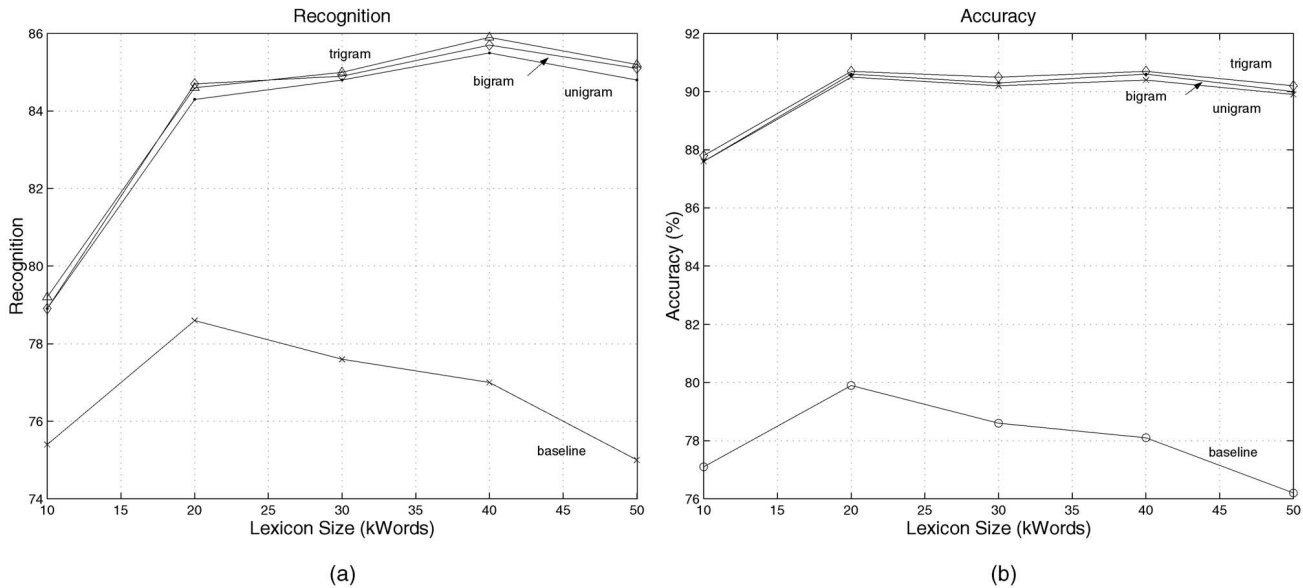 Recognition
86
84
82
80
78
76
74
Recognition
trigram
bigram
unigram
baseline
10 15 20 25 30 35 40 45 50
Lexicon Size (kWords)
(a)
Accuracy
92
90
88
86
84
82
80
78
76
Accuracy (%)
trigram
bigram
unigram
baseline
10 15 20 25 30 35 40 45 50
Lexicon Size (kWords)
(b)